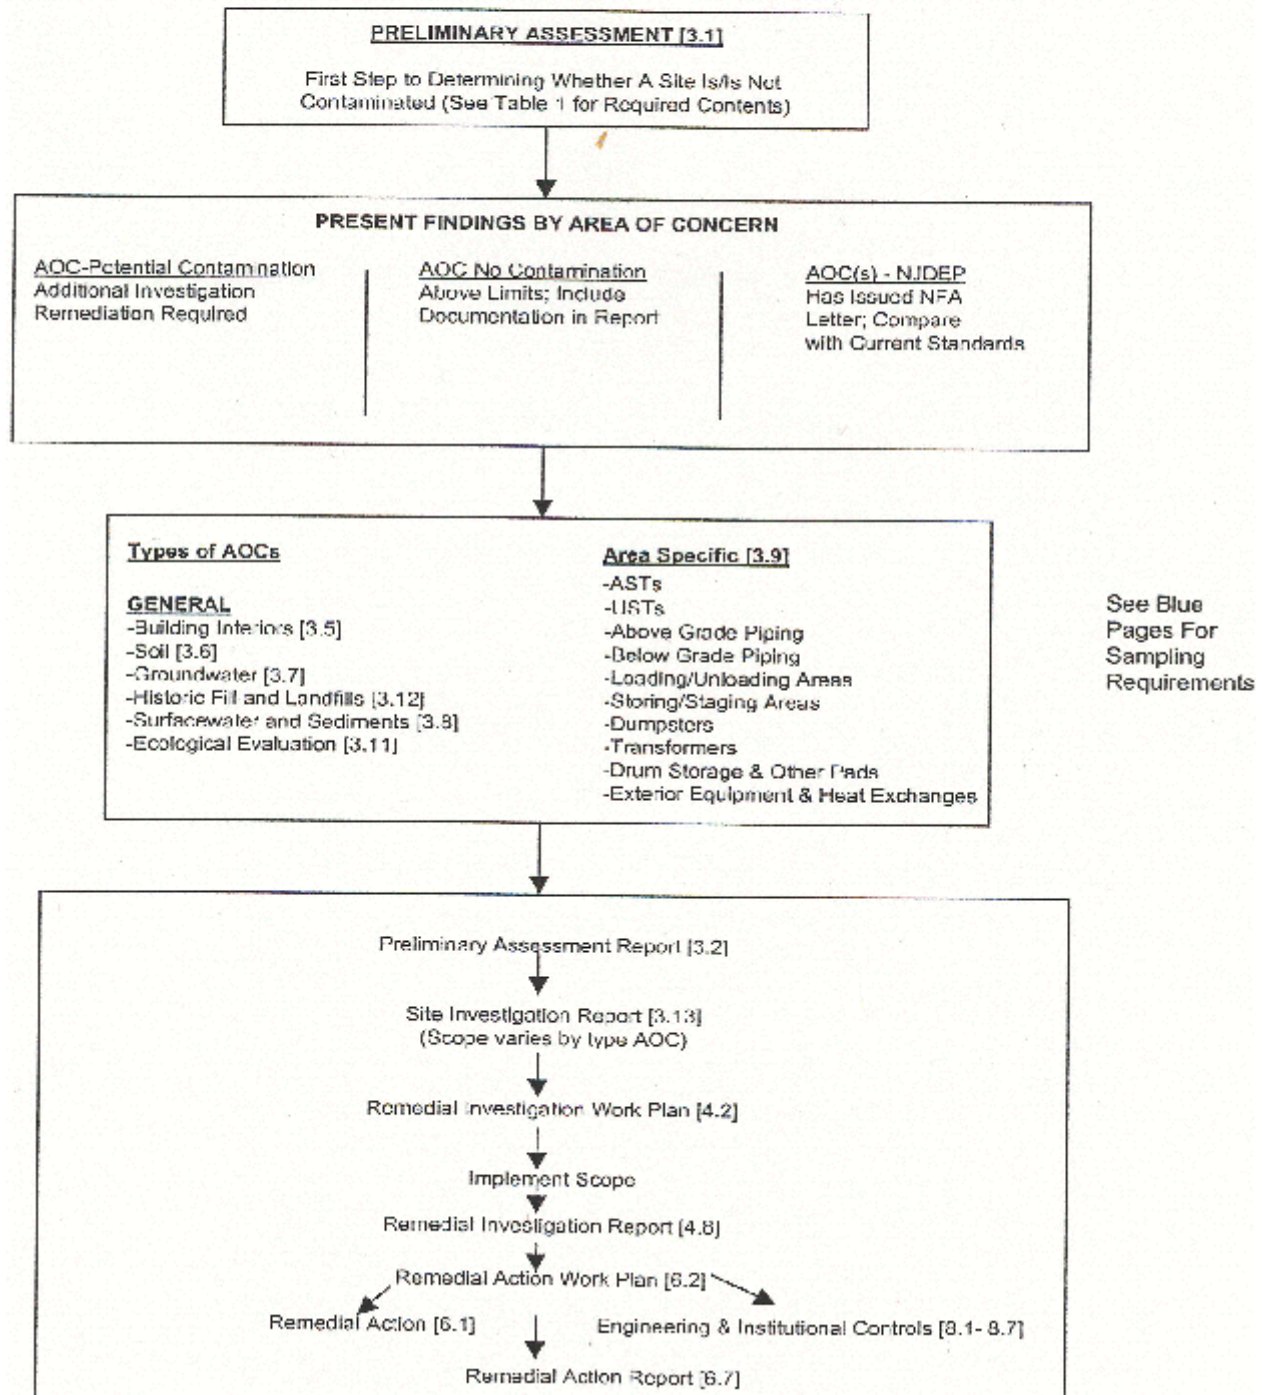 PRELIMINARY ASSESSMENT [3.1]
First Step to Determining Whether A Site Is/Is Not
Contaminated (See Table 1 for Required Contents)
PRESENT FINDINGS BY AREA OF CONCERN
AOC-Potential Contamination
Additional Investigation
Remediation Required
AOC No Contamination
Above Limits; Include
Documentation in Report
AOC(s) - NJDEP
Has Issued NFA
Letter; Compare
with Current Standards
Types of AOCs
GENERAL
-Building Interiors [3.5]
-Soil [3.6]
-Groundwater [3.7]
-Historic Fill and Landfills [3.12]
-Surfacewater and Sediments [3.8]
-Ecological Evaluation [3.11]
Area Specific [3.9]
-ASTs
-USTs
-Above Grade Piping
-Below Grade Piping
-Loading/Unloading Areas
-Storing/Staging Areas
-Dumpsters
-Transformers
-Drum Storage & Other Pads
-Exterior Equipment & Heat Exchanges
See Blue
Pages For
Sampling
Requirements
Preliminary Assessment Report [3.2]
Site Investigation Report [3.13]
(Scope varies by type AOC)
Remedial Investigation Work Plan [4.2]
Implement Scope
Remedial Investigation Report [4.8]
Remedial Action Work Plan [6.2]
Remedial Action [6.1]
Engineering & Institutional Controls [8.1- 8.7]
Remedial Action Report [6.7]